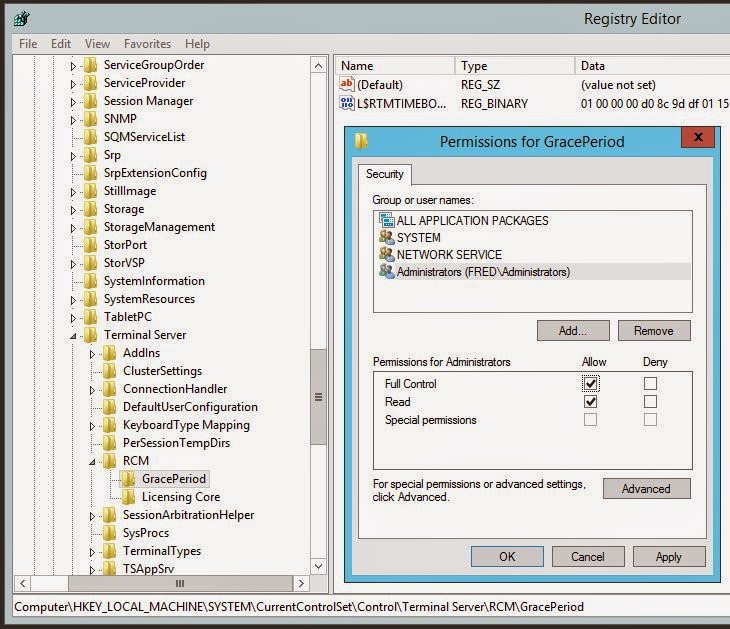 Registry Editor
File Edit View Favorites Help
ServiceGroupOrder
ServiceProvider
Session Manager
SNMP
SQMServiceList
Srp
SrpExtensionConfig
StillImage
Storage
StorageManagement
StorPort
StorVSP
SystemInformation
SystemResources
TabletPC
Terminal Server
AddIns
ClusterSettings
ConnectionHandler
DefaultUserConfiguration
KeyboardType Mapping
PerSessionTempDirs
RCM
GracePeriod
Licensing Core
SessionArbitrationHelper
SysProcs
TerminalTypes
TSAppSrv
Name Type Data
ab (Default) REG_SZ (value not set)
L$RTMTIMEBO... REG_BINARY 01 00 00 00 d0 8c 9d df 01 15
Permissions for GracePeriod
x
Security
Group or user names:
ALL APPLICATION PACKAGES
SYSTEM
NETWORK SERVICE
Administrators (FRED\Administrators)
Add... Remove
Permissions for Administrators Allow Deny
Full Control
Read
Special permissions
For special permissions or advanced settings,
click Advanced.
Advanced
OK Cancel Apply
Computer\HKEY_LOCAL_MACHINE\SYSTEM\CurrentControlSet\Control\Terminal Server\RCM\GracePeriod